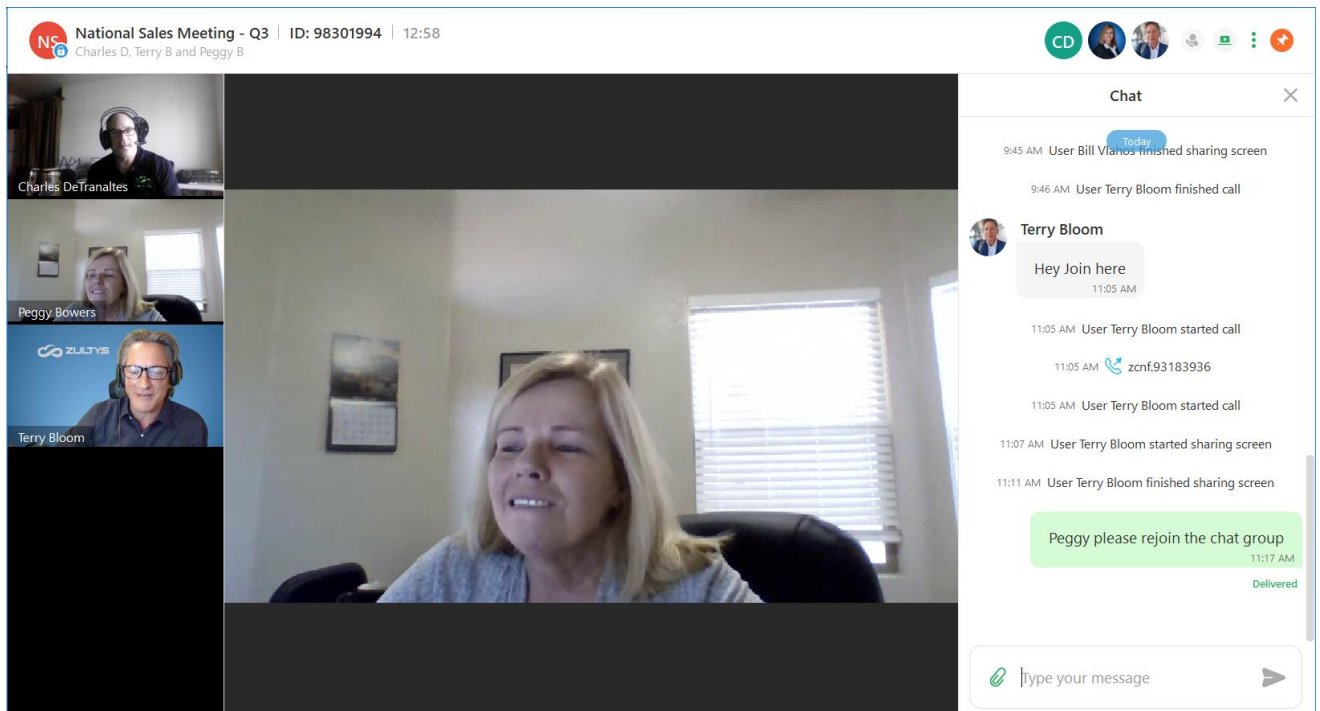 NS
National Sales Meeting - Q3 | ID: 98301994 | 12:58
Charles D, Terry B and Peggy B
CD
Charles DeTranaltes
Peggy Bowers
ZULTYS
Terry Bloom
Chat
Today
9:45 AM User Bill Vlahos finished sharing screen
9:46 AM User Terry Bloom finished call
Terry Bloom
Hey Join here
11:05 AM
11:05 AM User Terry Bloom started call
11:05 AM zcnf.93183936
11:05 AM User Terry Bloom started call
11:07 AM User Terry Bloom started sharing screen
11:11 AM User Terry Bloom finished sharing screen
Peggy please rejoin the chat group
11:17 AM
Delivered
Type your message